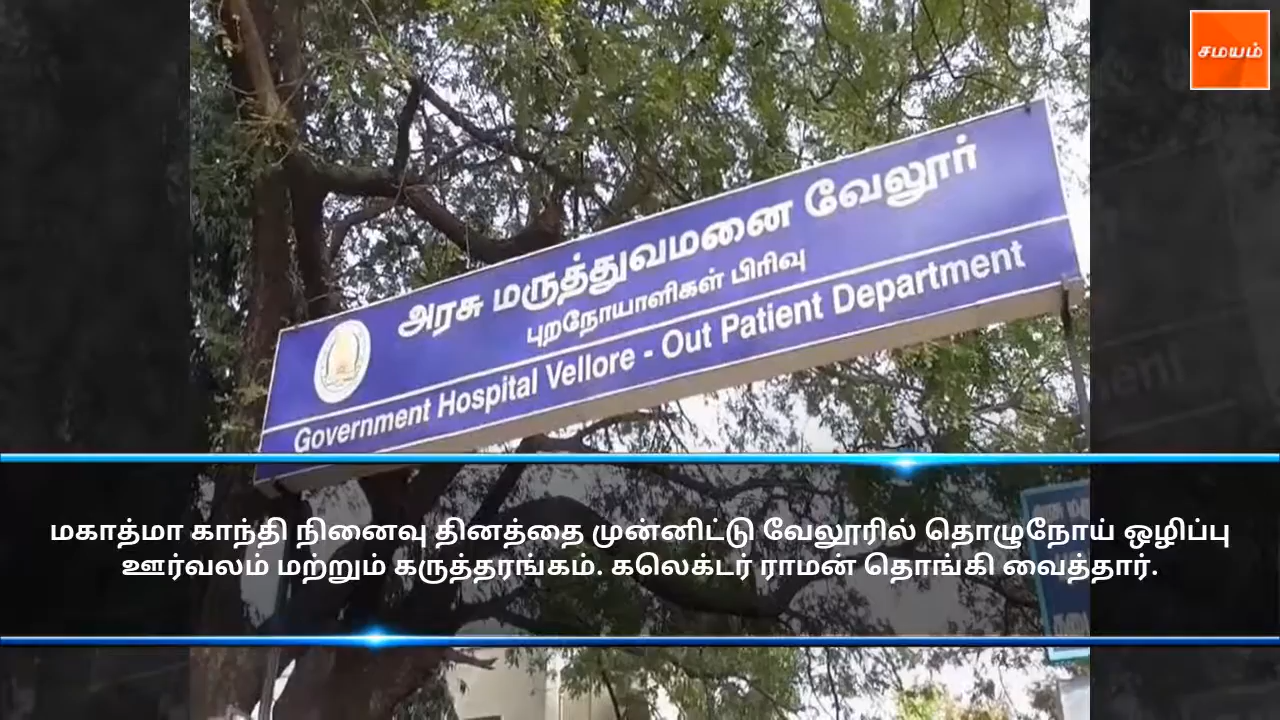 சமயம்
அரசு மருத்துவமனை வேலூர்
புறநோயாளிகள் பிரிவு
Government Hospital Vellore - Out Patient Department
மகாத்மா காந்தி நினைவு தினத்தை முன்னிட்டு வேலூரில் தொழுநோய் ஒழிப்பு
ஊர்வலம் மற்றும் கருத்தரங்கம். கலெக்டர் ராமன் தொங்கி வைத்தார்.